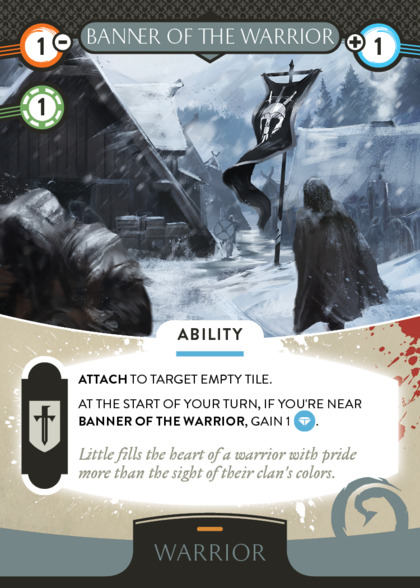 1 - BANNER OF THE WARRIOR + 1
1
ABILITY
ATTACH TO TARGET EMPTY TILE.
AT THE START OF YOUR TURN, IF YOU'RE NEAR
BANNER OF THE WARRIOR, GAIN 1 .
Little fills the heart of a warrior with pride
more than the sight of their clan's colors.
WARRIOR